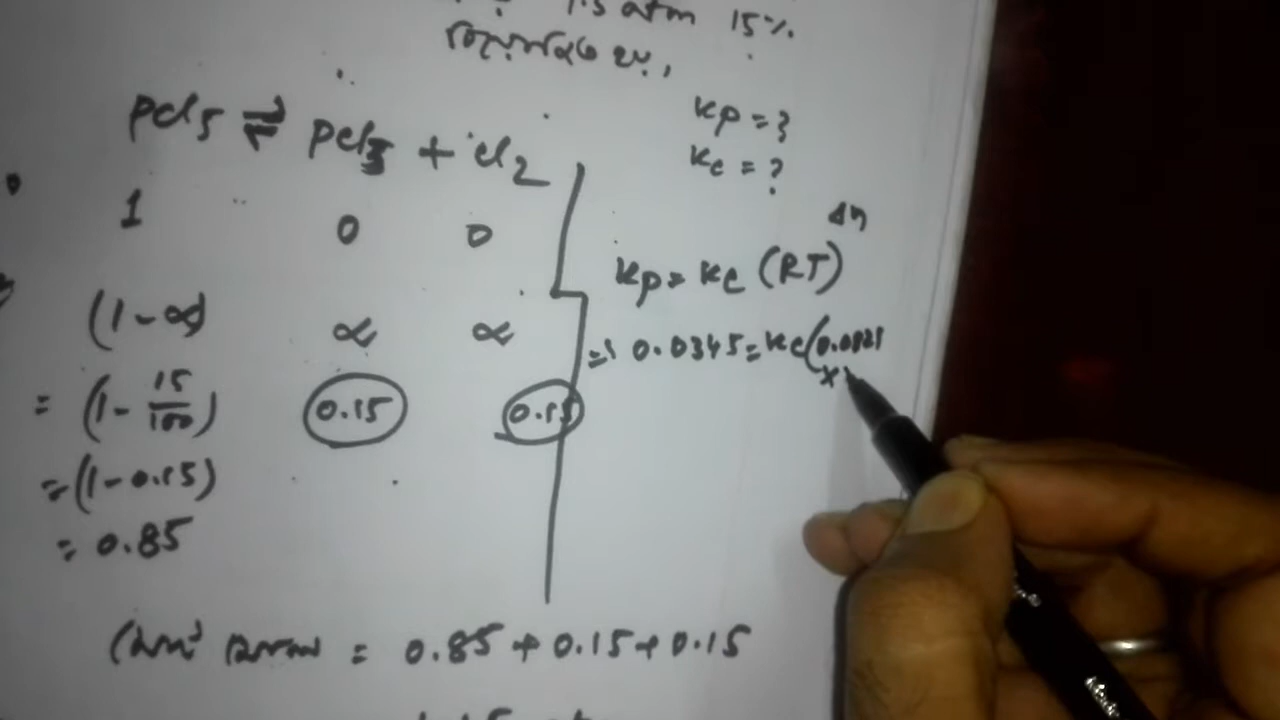 1.5 atm 15%
বিয়োজিত হয়,
PCl5 ⇌ PCl3 + Cl2
Kp = ?
Kc = ?
1 0 0
Kp = Kc (RT)^Δn
(1-∝) ∝ ∝
⇒ 0.0345 = Kc(0.0821
×
= (1- 15/100) 0.15 0.15
= (1-0.15)
= 0.85
মোট = 0.85 + 0.15 + 0.15